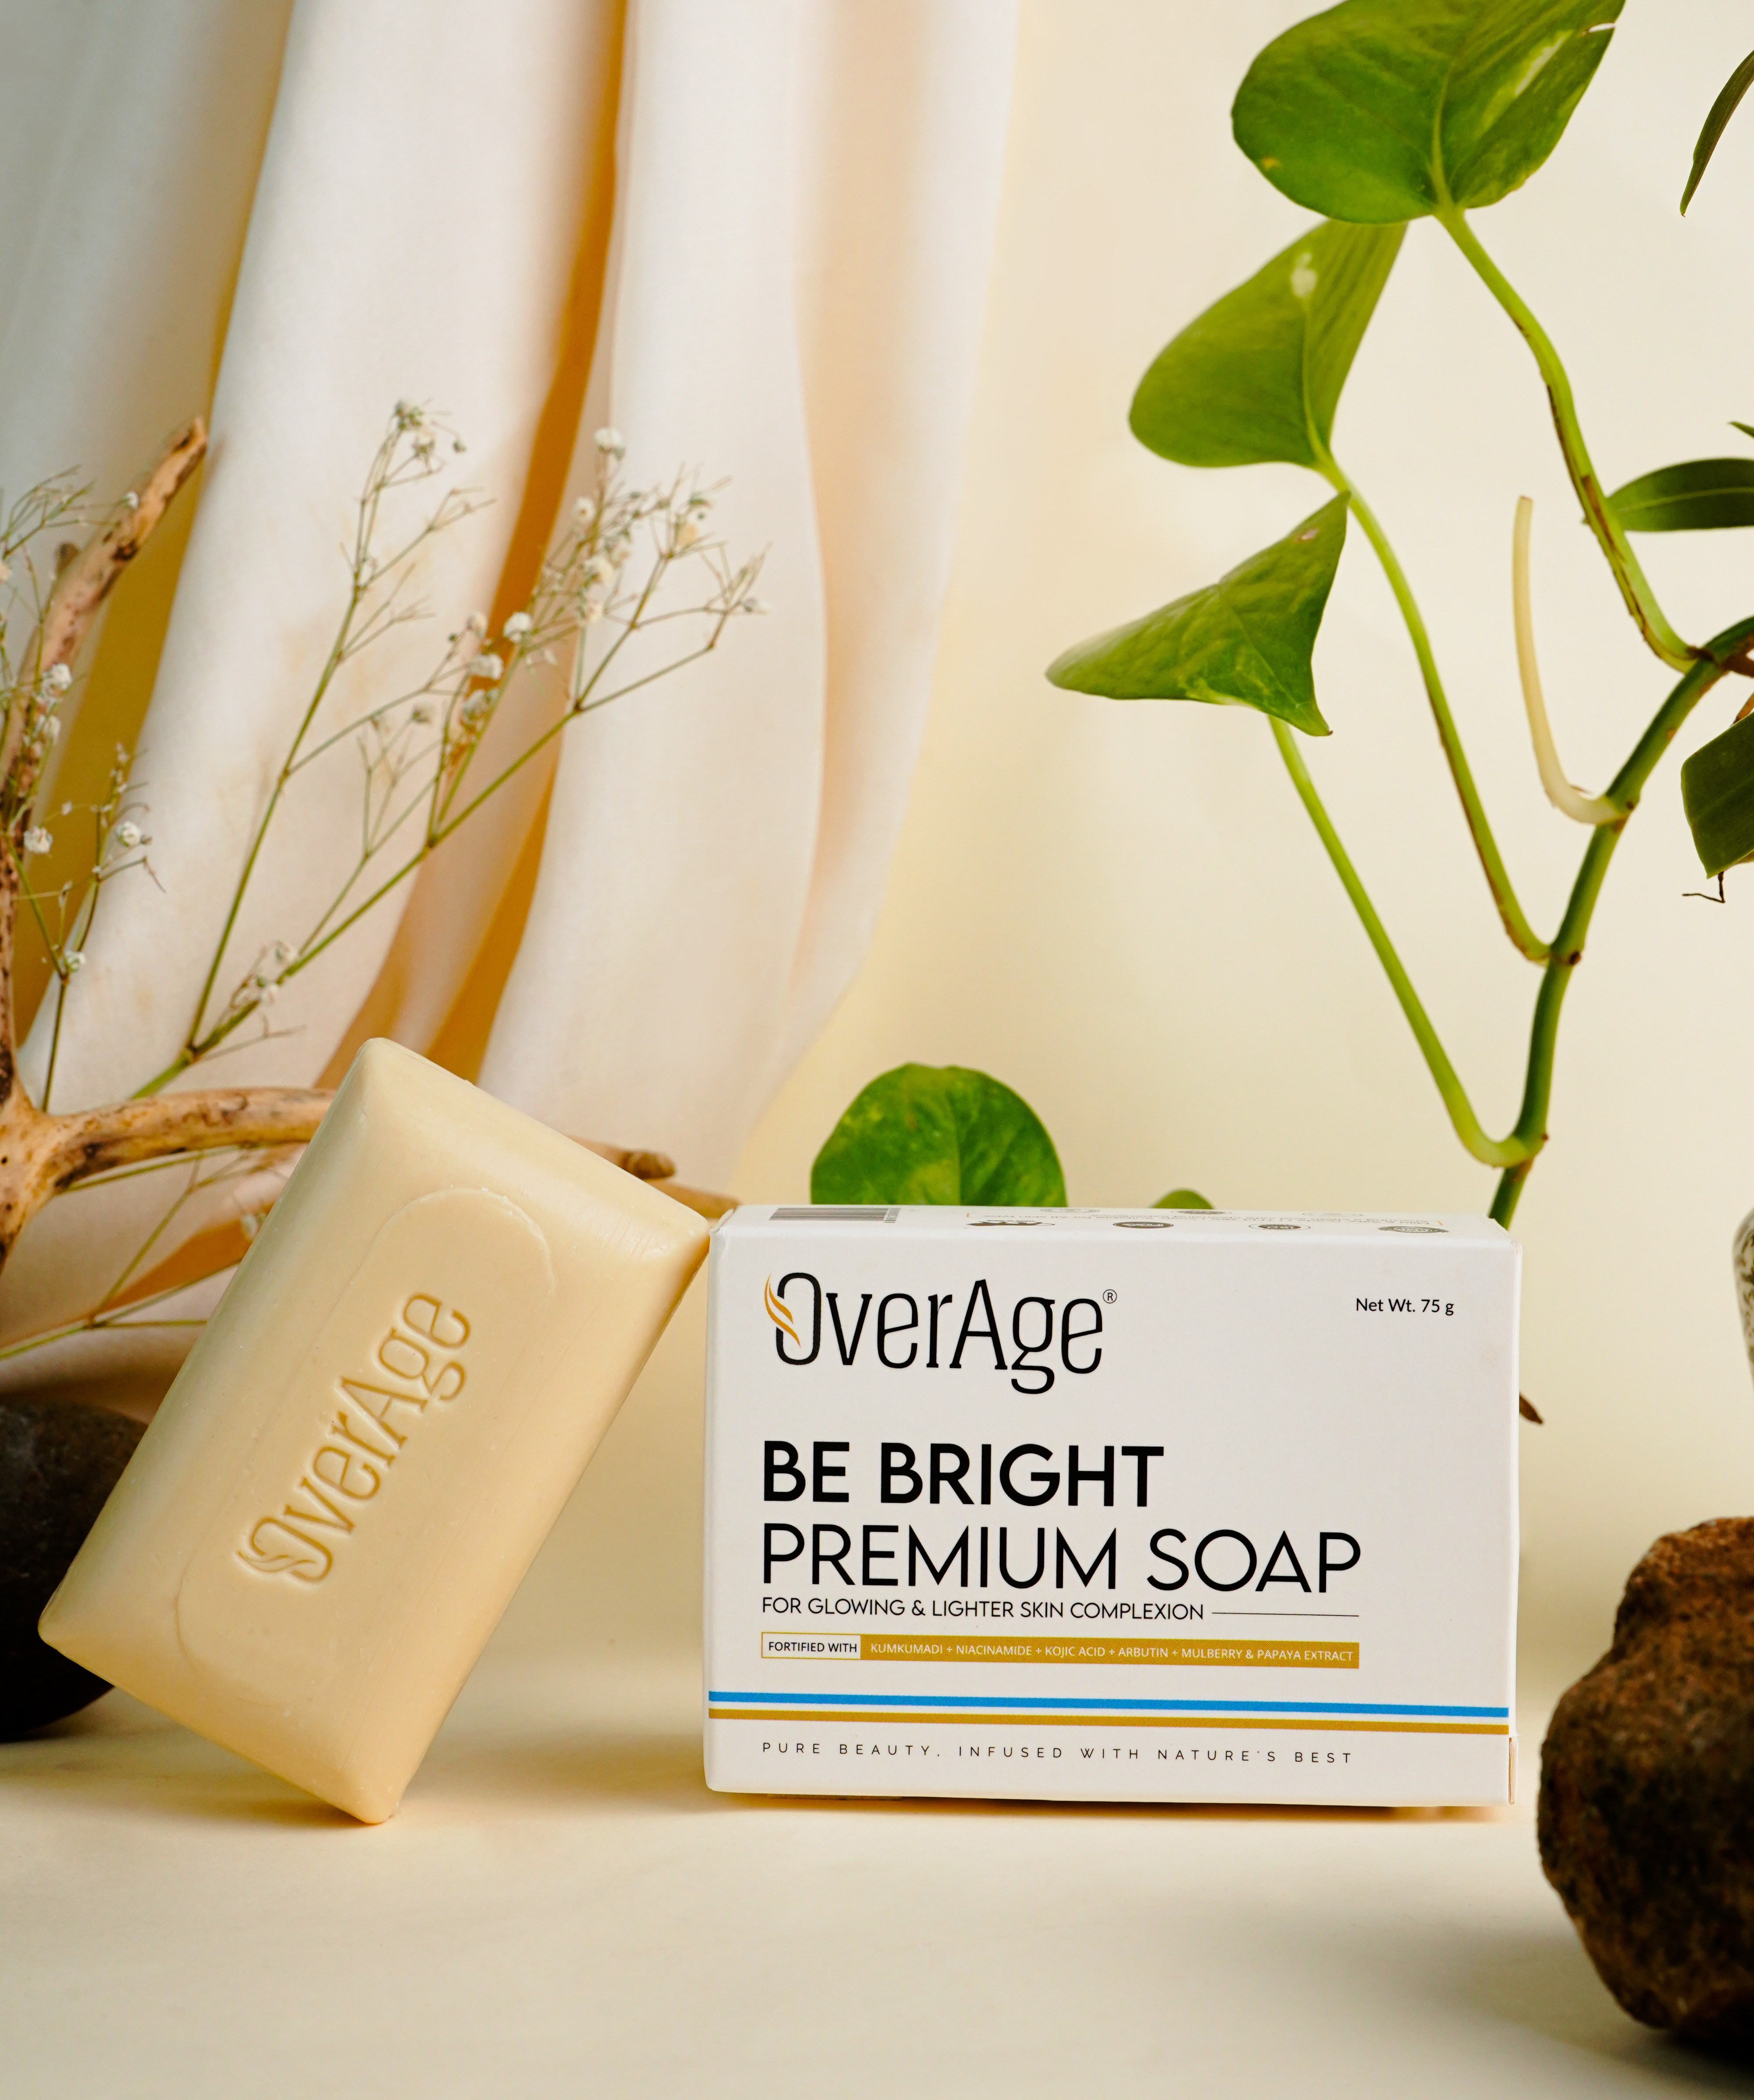 OverAge
OverAge®
Net Wt. 75 g
BE BRIGHT
PREMIUM SOAP
FOR GLOWING & LIGHTER SKIN COMPLEXION
FORTIFIED WITH KUMKUMADI + NIACINAMIDE + KOJIC ACID + ARBUTIN + MULBERRY & PAPAYA EXTRACT
PURE BEAUTY, INFUSED WITH NATURE'S BEST